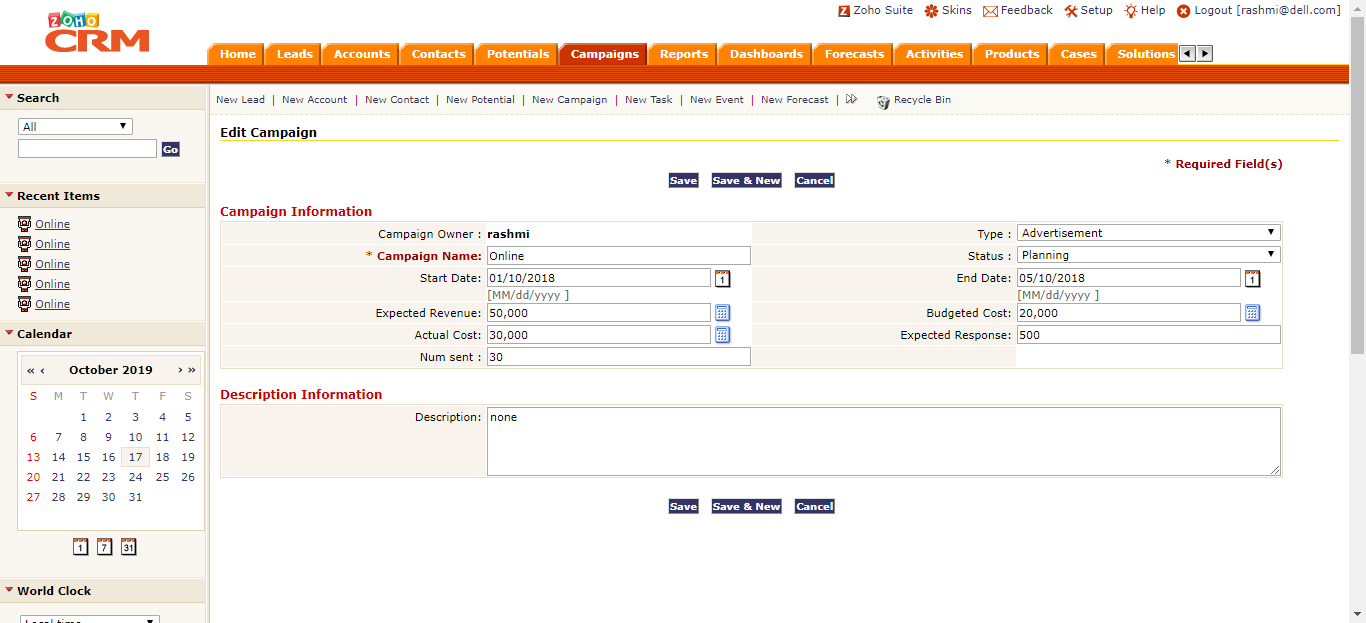 Zoho Suite Skins Feedback Setup Help Logout [rashmi@dell.com]
ZOHO
CRM
Home Leads Accounts Contacts Potentials Campaigns Reports Dashboards Forecasts Activities Products Cases Solutions
New Lead | New Account | New Contact | New Potential | New Campaign | New Task | New Event | New Forecast | Recycle Bin
Search
All
Go
Recent Items
Online
Online
Online
Online
Online
Calendar
« ‹ October 2019 › »
S M T W T F S
1 2 3 4 5
6 7 8 9 10 11 12
13 14 15 16 17 18 19
20 21 22 23 24 25 26
27 28 29 30 31
1 7 31
World Clock
Local time
Edit Campaign
* Required Field(s)
Save Save & New Cancel
Campaign Information
Campaign Owner : rashmi Type : Advertisement
* Campaign Name: Online Status : Planning
Start Date: 01/10/2018 1 End Date: 05/10/2018 1
[MM/dd/yyyy ] [MM/dd/yyyy ]
Expected Revenue: 50,000 Budgeted Cost: 20,000
Actual Cost: 30,000 Expected Response: 500
Num sent : 30
Description Information
Description: none
Save Save & New Cancel